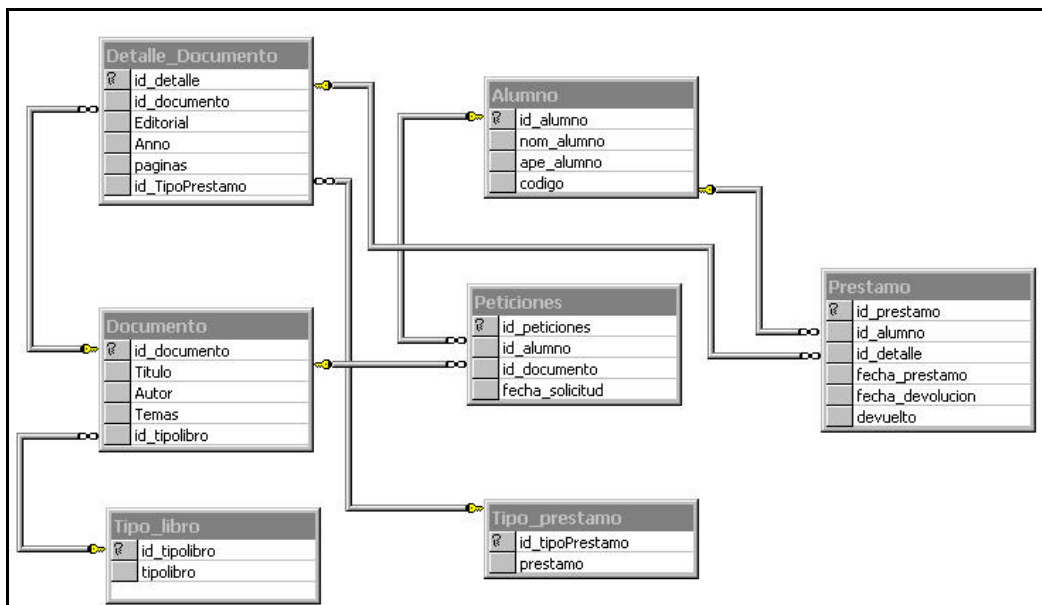 Detalle_Documento
id_detalle
id_documento
Editorial
Anno
paginas
id_TipoPrestamo
Alumno
id_alumno
nom_alumno
ape_alumno
codigo
Documento
id_documento
Titulo
Autor
Temas
id_tipolibro
Peticiones
id_peticiones
id_alumno
id_documento
fecha_solicitud
Prestamo
id_prestamo
id_alumno
id_detalle
fecha_prestamo
fecha_devolucion
devuelto
Tipo_libro
id_tipolibro
tipolibro
Tipo_prestamo
id_tipoPrestamo
prestamo